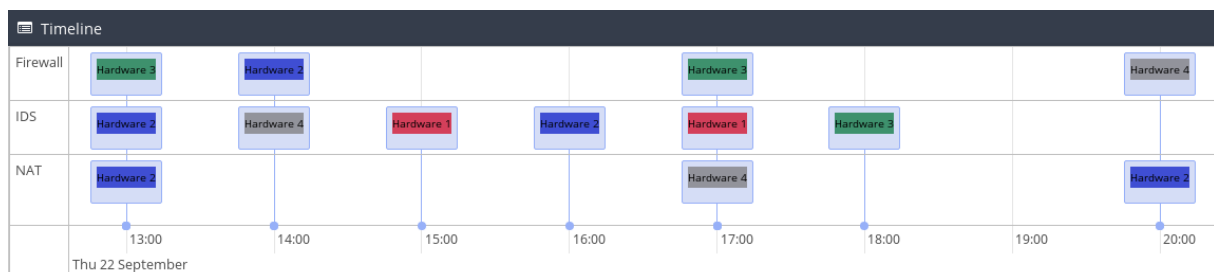 Timeline
Firewall
Hardware 3
Hardware 2
Hardware 3
Hardware 4
IDS
Hardware 2
Hardware 4
Hardware 1
Hardware 2
Hardware 1
Hardware 3
NAT
Hardware 2
Hardware 4
Hardware 2
13:00
14:00
15:00
16:00
17:00
18:00
19:00
20:00
Thu 22 September